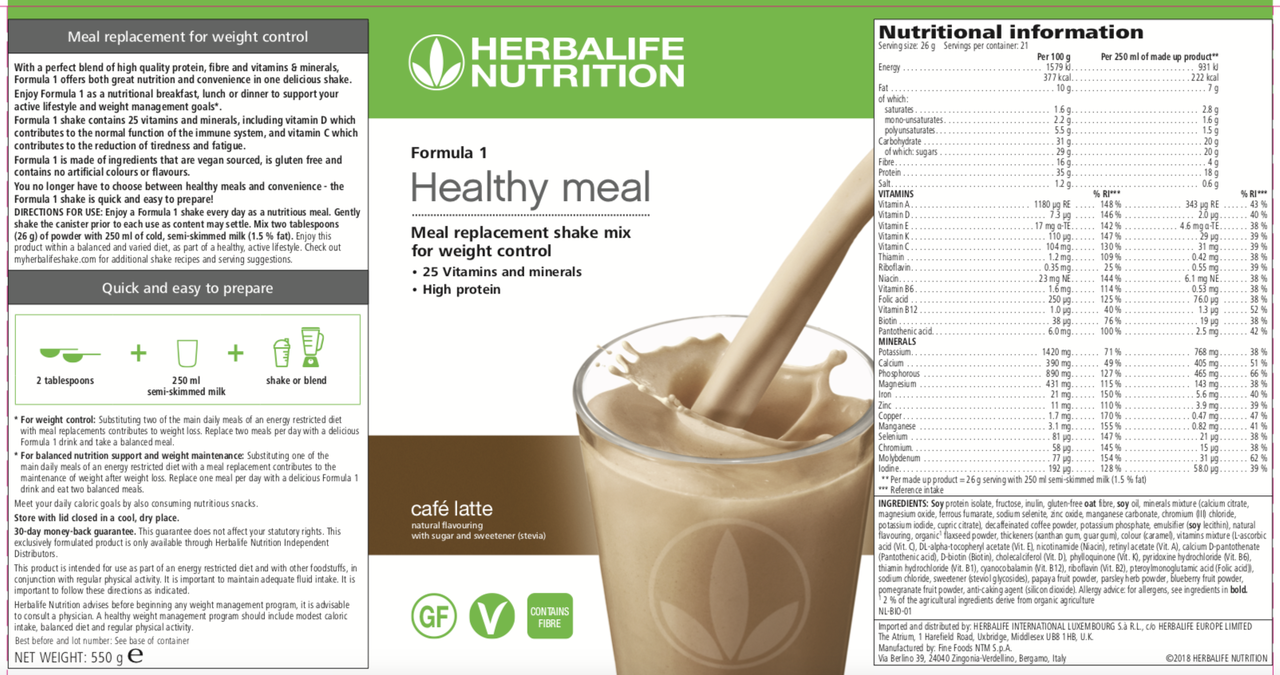 Meal replacement for weight control
With a perfect blend of high quality protein, fibre and vitamins & minerals,
Formula 1 offers both great nutrition and convenience in one delicious shake.
Enjoy Formula 1 as a nutritional breakfast, lunch or dinner to support your
active lifestyle and weight management goals*.
Formula 1 shake contains 25 vitamins and minerals, including vitamin D which
contributes to the normal function of the immune system, and vitamin C which
contributes to the reduction of tiredness and fatigue.
Formula 1 is made of ingredients that are vegan sourced, is gluten free and
contains no artificial colours or flavours.
You no longer have to choose between healthy meals and convenience - the
Formula 1 shake is quick and easy to prepare!
DIRECTIONS FOR USE: Enjoy a Formula 1 shake every day as a nutritious meal. Gently
shake the canister prior to each use as content may settle. Mix two tablespoons
(26 g) of powder with 250 ml of cold, semi-skimmed milk (1.5 % fat). Enjoy this
product within a balanced and varied diet, as part of a healthy, active lifestyle. Check out
myherbalifeshake.com for additional shake recipes and serving suggestions.
Quick and easy to prepare
+ +
2 tablespoons 250 ml shake or blend
semi-skimmed milk
* For weight control: Substituting two of the main daily meals of an energy restricted diet
with meal replacements contributes to weight loss. Replace two meals per day with a delicious
Formula 1 drink and take a balanced meal.
* For balanced nutrition support and weight maintenance: Substituting one of the
main daily meals of an energy restricted diet with a meal replacement contributes to the
maintenance of weight after weight loss. Replace one meal per day with a delicious Formula 1
drink and eat two balanced meals.
Meet your daily caloric goals by also consuming nutritious snacks.
Store with lid closed in a cool, dry place.
30-day money-back guarantee. This guarantee does not affect your statutory rights. This
exclusively formulated product is only available through Herbalife Nutrition Independent
Distributors.
This product is intended for use as part of an energy restricted diet and with other foodstuffs, in
conjunction with regular physical activity. It is important to maintain adequate fluid intake. It is
important to follow these directions as indicated.
Herbalife Nutrition advises before beginning any weight management program, it is advisable
to consult a physician. A healthy weight management program should include modest caloric
intake, balanced diet and regular physical activity.
Best before and lot number: See base of container
NET WEIGHT: 550 g ℮
HERBALIFE
NUTRITION
Formula 1
Healthy meal
Meal replacement shake mix
for weight control
• 25 Vitamins and minerals
• High protein
café latte
natural flavouring
with sugar and sweetener (stevia)
GF
V
CONTAINS
FIBRE
Nutritional information
Serving size: 26 g Servings per container: 21
Per 100 g Per 250 ml of made up product**
Energy 1579 kJ 931 kJ
377 kcal 222 kcal
Fat 10 g 7 g
of which:
saturates 1.6 g 2.8 g
mono-unsaturates 2.2 g 1.6 g
polyunsaturates 5.5 g 1.5 g
Carbohydrate 31 g 20 g
of which: sugars 29 g 20 g
Fibre 16 g 4 g
Protein 35 g 18 g
Salt 1.2 g 0.6 g
VITAMINS % RI*** % RI***
Vitamin A 1180 µg RE 148 % 343 µg RE 43 %
Vitamin D 7.3 µg 146 % 2.0 µg 40 %
Vitamin E 17 mg α-TE 142 % 4.6 mg α-TE 38 %
Vitamin K 110 µg 147 % 29 µg 39 %
Vitamin C 104 mg 130 % 31 mg 39 %
Thiamin 1.2 mg 109 % 0.42 mg 38 %
Riboflavin 0.35 mg 25 % 0.55 mg 39 %
Niacin 23 mg NE 144 % 6.1 mg NE 38 %
Vitamin B6 1.6 mg 114 % 0.53 mg 38 %
Folic acid 250 µg 125 % 76.0 µg 38 %
Vitamin B12 1.0 µg 40 % 1.3 µg 52 %
Biotin 38 µg 76 % 19 µg 38 %
Pantothenic acid 6.0 mg 100 % 2.5 mg 42 %
MINERALS
Potassium 1420 mg 71 % 768 mg 38 %
Calcium 390 mg 49 % 405 mg 51 %
Phosphorous 890 mg 127 % 465 mg 66 %
Magnesium 431 mg 115 % 143 mg 38 %
Iron 21 mg 150 % 5.6 mg 40 %
Zinc 11 mg 110 % 3.9 mg 39 %
Copper 1.7 mg 170 % 0.47 mg 47 %
Manganese 3.1 mg 155 % 0.82 mg 41 %
Selenium 81 µg 147 % 21 µg 38 %
Chromium 58 µg 145 % 15 µg 38 %
Molybdenum 77 µg 154 % 31 µg 62 %
Iodine 192 µg 128 % 58.0 µg 39 %
** Per made up product = 26 g serving with 250 ml semi-skimmed milk (1.5 % fat)
*** Reference intake
INGREDIENTS: Soy protein isolate, fructose, inulin, gluten-free oat fibre, soy oil, minerals mixture (calcium citrate,
magnesium oxide, ferrous fumarate, sodium selenite, zinc oxide, manganese carbonate, chromium (III) chloride,
potassium iodide, cupric citrate), decaffeinated coffee powder, potassium phosphate, emulsifier (soy lecithin), natural
flavouring, organic¹ flaxseed powder, thickeners (xanthan gum, guar gum), colour (caramel), vitamins mixture (L-ascorbic
acid (Vit. C), DL-alpha-tocopheryl acetate (Vit. E), nicotinamide (Niacin), retinyl acetate (Vit. A), calcium D-pantothenate
(Pantothenic acid), D-biotin (Biotin), cholecalciferol (Vit. D), phylloquinone (Vit. K), pyridoxine hydrochloride (Vit. B6),
thiamin hydrochloride (Vit. B1), cyanocobalamin (Vit. B12), riboflavin (Vit. B2), pteroylmonoglutamic acid (Folic acid)),
sodium chloride, sweetener (steviol glycosides), papaya fruit powder, parsley herb powder, blueberry fruit powder,
pomegranate fruit powder, anti-caking agent (silicon dioxide). Allergy advice: for allergens, see ingredients in bold.
¹ 2 % of the agricultural ingredients derive from organic agriculture
NL-BIO-01
Imported and distributed by: HERBALIFE INTERNATIONAL LUXEMBOURG S.à R.L., c/o HERBALIFE EUROPE LIMITED
The Atrium, 1 Harefield Road, Uxbridge, Middlesex UB8 1HB, U.K.
Manufactured by: Fine Foods NTM S.p.A.
Via Berlino 39, 24040 Zingonia-Verdellino, Bergamo, Italy ©2018 HERBALIFE NUTRITION